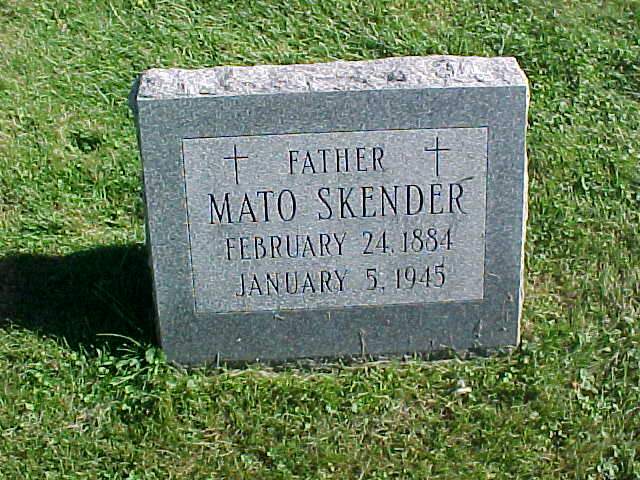 FATHER
MATO SKENDER
FEBRUARY 24, 1884
JANUARY 5, 1945